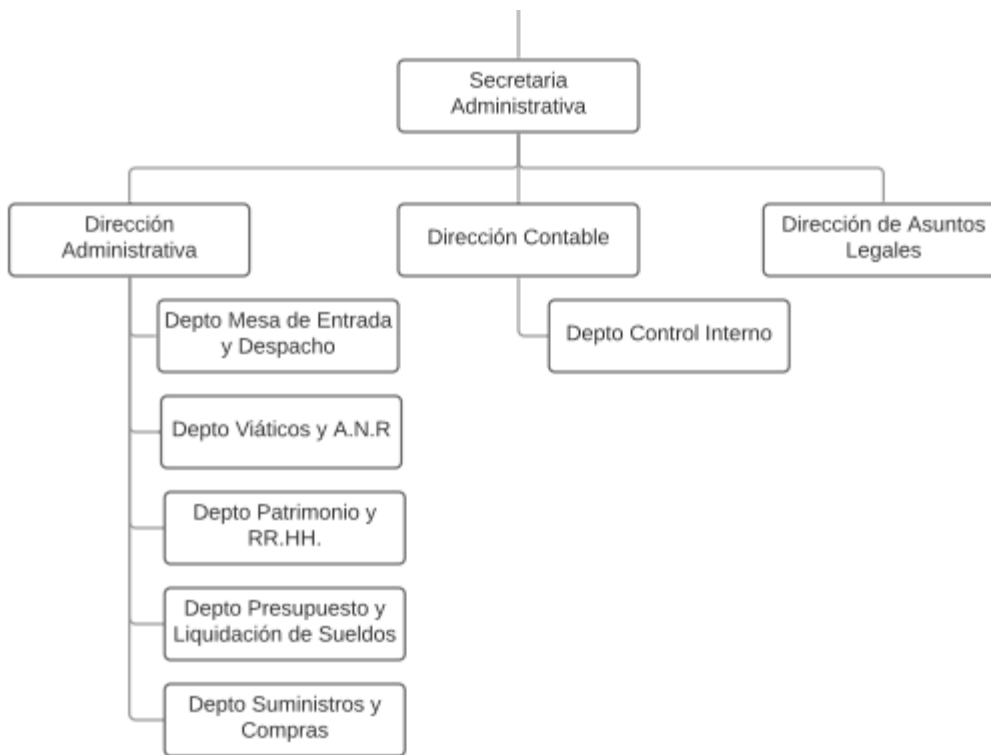 Secretaria
Administrativa
Dirección
Administrativa
Dirección Contable
Dirección de Asuntos
Legales
Depto Mesa de Entrada
y Despacho
Depto Control Interno
Depto Viáticos y A.N.R
Depto Patrimonio y
RR.HH.
Depto Presupuesto y
Liquidación de Sueldos
Depto Suministros y
Compras